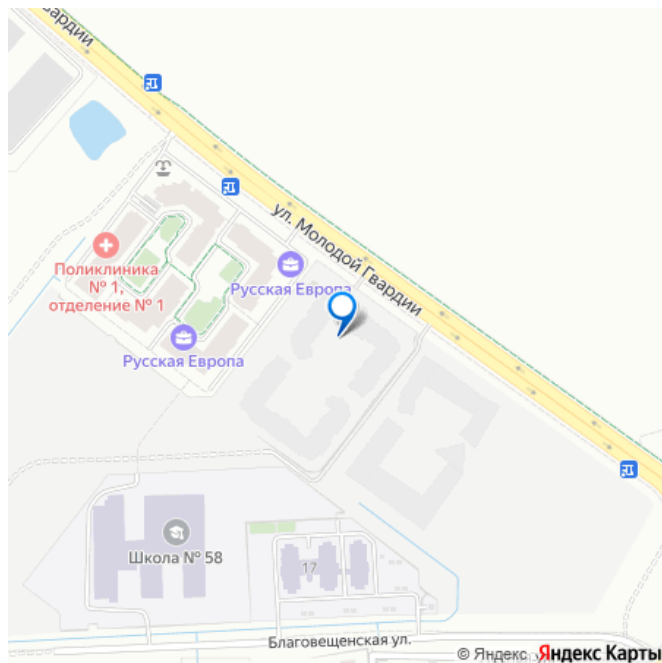 вардии
ул. Молодой Гвардии
Поликлиника
№ 1,
отделение № 1
Русская Европа
Русская Европа
Школа № 58
17
Благовещенская ул.
© Яндекс Яндекс Карты